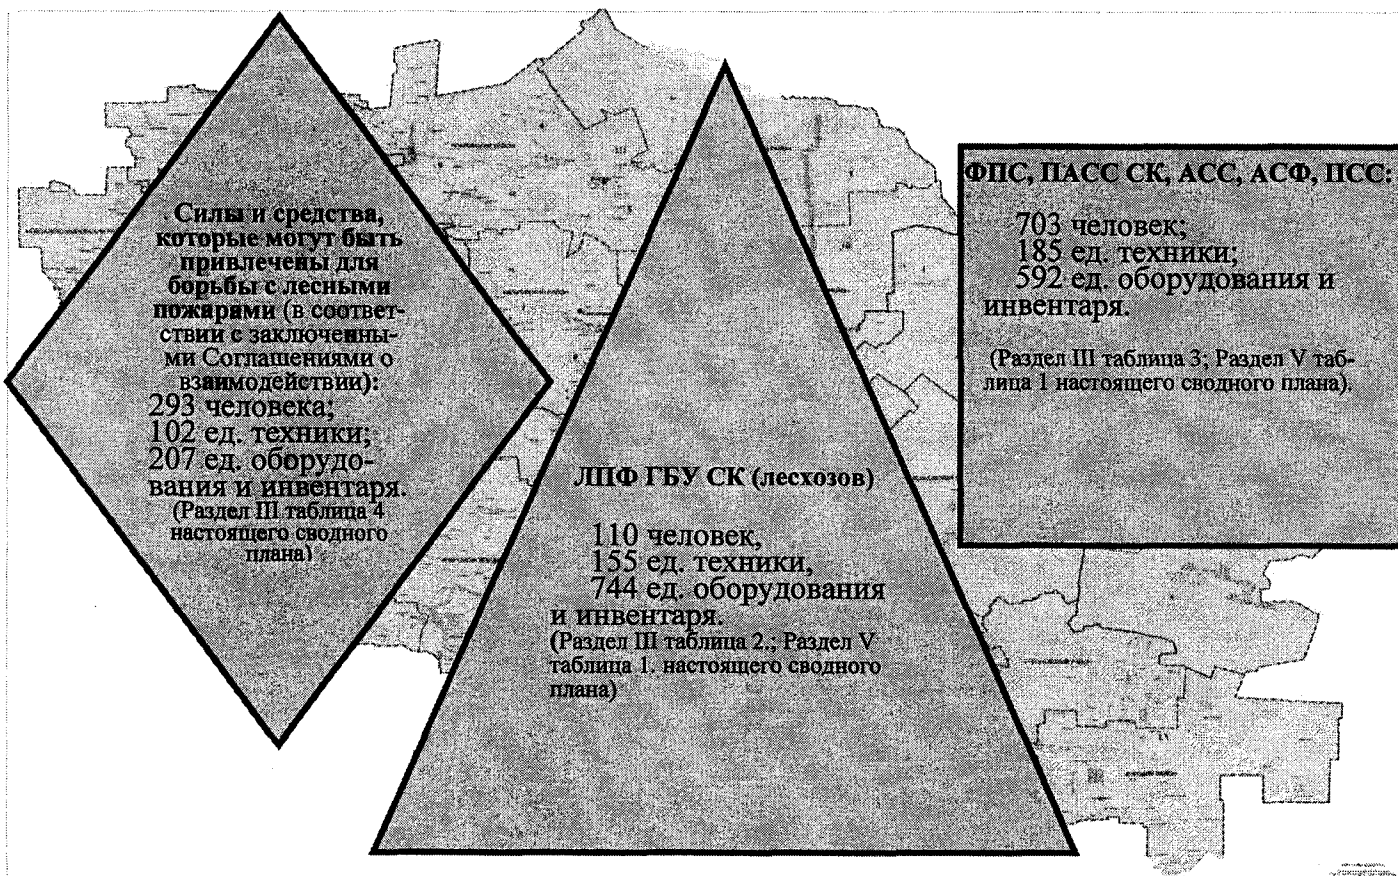 Силы и средства,
которые могут быть
привлечены для
борьбы с лесными
пожарами (в соответ-
ствии с заключенны-
ми Соглашениями о
взаимодействии):
293 человека;
102 ед. техники;
207 ед. оборудо-
вания и инвентаря.
(Раздел III таблица 4
настоящего сводного
плана)
ЛПФ ГБУ СК (лесхозов)
110 человек,
155 ед. техники,
744 ед. оборудования
и инвентаря.
(Раздел III таблица 2.; Раздел V
таблица 1. настоящего сводного
плана)
ФПС, ПАСС СК, АСС, АСФ, ПСС:
703 человек;
185 ед. техники;
592 ед. оборудования и
инвентаря.
(Раздел III таблица 3; Раздел V таб-
лица 1 настоящего сводного плана).